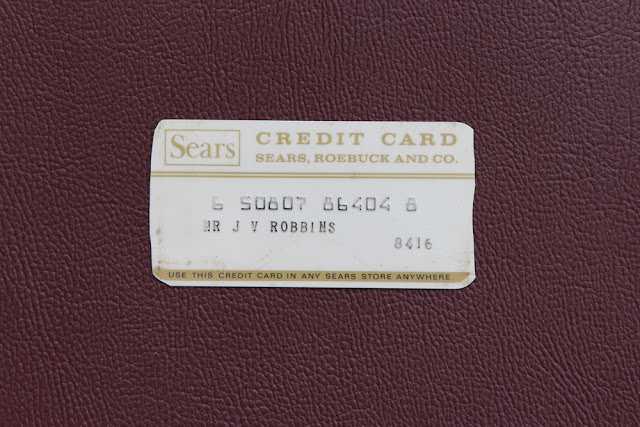 Sears
CREDIT CARD
SEARS, ROEBUCK AND CO.
6 50807 86404 8
MR J V ROBBINS
8416
USE THIS CREDIT CARD IN ANY SEARS STORE ANYWHERE